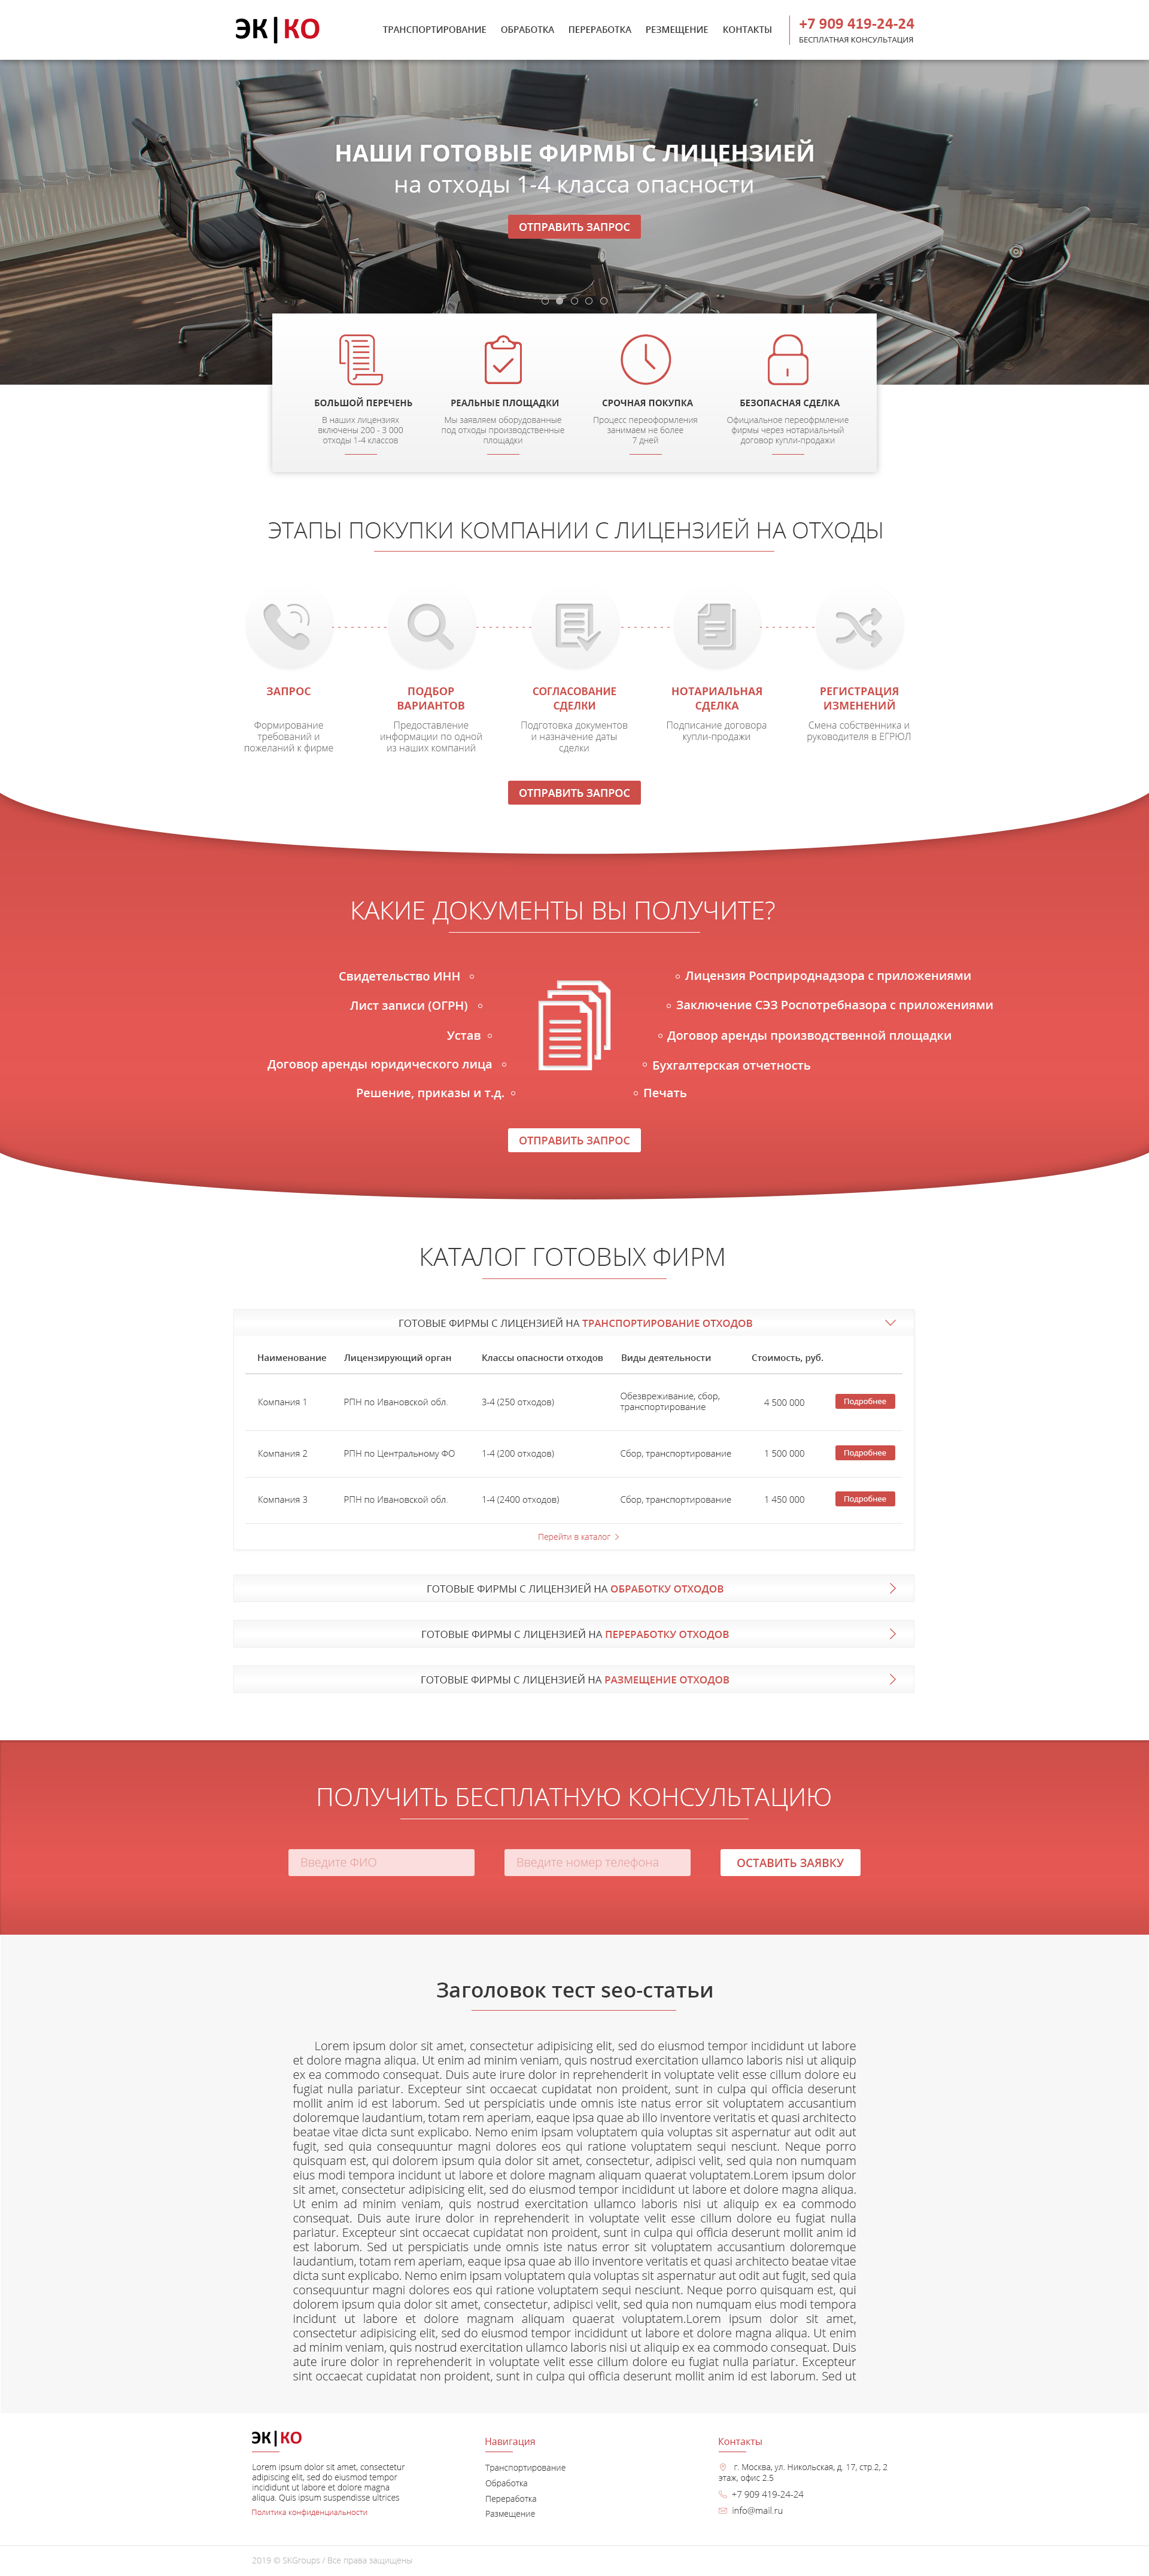 ЭК|КО
ТРАНСПОРТИРОВАНИЕ ОБРАБОТКА ПЕРЕРАБОТКА РЕЗМЕЩЕНИЕ КОНТАКТЫ
+7 909 419-24-24
БЕСПЛАТНАЯ КОНСУЛЬТАЦИЯ
НАШИ ГОТОВЫЕ ФИРМЫ С ЛИЦЕНЗИЕЙ
на отходы 1-4 класса опасности
ОТПРАВИТЬ ЗАПРОС
БОЛЬШОЙ ПЕРЕЧЕНЬ
В наших лицензиях
включены 200 - 3 000
отходы 1-4 классов
РЕАЛЬНЫЕ ПЛОЩАДКИ
Мы заявляем оборудованные
под отходы производственные
площадки
СРОЧНАЯ ПОКУПКА
Процесс переоформления
занимаем не более
7 дней
БЕЗОПАСНАЯ СДЕЛКА
Официальное переофрмление
фирмы через нотариальный
договор купли-продажи
ЭТАПЫ ПОКУПКИ КОМПАНИИ С ЛИЦЕНЗИЕЙ НА ОТХОДЫ
ЗАПРОС
Формирование
требований и
пожеланий к фирме
ПОДБОР
ВАРИАНТОВ
Предоставление
информации по одной
из наших компаний
СОГЛАСОВАНИЕ
СДЕЛКИ
Подготовка документов
и назначение даты
сделки
НОТАРИАЛЬНАЯ
СДЕЛКА
Подписание договора
купли-продажи
РЕГИСТРАЦИЯ
ИЗМЕНЕНИЙ
Смена собственника и
руководителя в ЕГРЮЛ
ОТПРАВИТЬ ЗАПРОС
КАКИЕ ДОКУМЕНТЫ ВЫ ПОЛУЧИТЕ?
Свидетельство ИНН
Лист записи (ОГРН)
Устав
Договор аренды юридического лица
Решение, приказы и т.д.
Лицензия Росприроднадзора с приложениями
Заключение СЭЗ Роспотребназора с приложениями
Договор аренды производственной площадки
Бухгалтерская отчетность
Печать
ОТПРАВИТЬ ЗАПРОС
КАТАЛОГ ГОТОВЫХ ФИРМ
ГОТОВЫЕ ФИРМЫ С ЛИЦЕНЗИЕЙ НА ТРАНСПОРТИРОВАНИЕ ОТХОДОВ
Наименование Лицензирующий орган Классы опасности отходов Виды деятельности Стоимость, руб.
Компания 1 РПН по Ивановской обл. 3-4 (250 отходов) Обезвреживание, сбор,
транспортирование 4 500 000 Подробнее
Компания 2 РПН по Центральному ФО 1-4 (200 отходов) Сбор, транспортирование 1 500 000 Подробнее
Компания 3 РПН по Ивановской обл. 1-4 (2400 отходов) Сбор, транспортирование 1 450 000 Подробнее
Перейти в каталог
ГОТОВЫЕ ФИРМЫ С ЛИЦЕНЗИЕЙ НА ОБРАБОТКУ ОТХОДОВ
ГОТОВЫЕ ФИРМЫ С ЛИЦЕНЗИЕЙ НА ПЕРЕРАБОТКУ ОТХОДОВ
ГОТОВЫЕ ФИРМЫ С ЛИЦЕНЗИЕЙ НА РАЗМЕЩЕНИЕ ОТХОДОВ
ПОЛУЧИТЬ БЕСПЛАТНУЮ КОНСУЛЬТАЦИЮ
Введите ФИО Введите номер телефона ОСТАВИТЬ ЗАЯВКУ
Заголовок тест seo-статьи
Lorem ipsum dolor sit amet, consectetur adipisicing elit, sed do eiusmod tempor incididunt ut labore
et dolore magna aliqua. Ut enim ad minim veniam, quis nostrud exercitation ullamco laboris nisi ut aliquip
ex ea commodo consequat. Duis aute irure dolor in reprehenderit in voluptate velit esse cillum dolore eu
fugiat nulla pariatur. Excepteur sint occaecat cupidatat non proident, sunt in culpa qui officia deserunt
mollit anim id est laborum. Sed ut perspiciatis unde omnis iste natus error sit voluptatem accusantium
doloremque laudantium, totam rem aperiam, eaque ipsa quae ab illo inventore veritatis et quasi architecto
beatae vitae dicta sunt explicabo. Nemo enim ipsam voluptatem quia voluptas sit aspernatur aut odit aut
fugit, sed quia consequuntur magni dolores eos qui ratione voluptatem sequi nesciunt. Neque porro
quisquam est, qui dolorem ipsum quia dolor sit amet, consectetur, adipisci velit, sed quia non numquam
eius modi tempora incidunt ut labore et dolore magnam aliquam quaerat voluptatem.Lorem ipsum dolor
sit amet, consectetur adipisicing elit, sed do eiusmod tempor incididunt ut labore et dolore magna aliqua.
Ut enim ad minim veniam, quis nostrud exercitation ullamco laboris nisi ut aliquip ex ea commodo
consequat. Duis aute irure dolor in reprehenderit in voluptate velit esse cillum dolore eu fugiat nulla
pariatur. Excepteur sint occaecat cupidatat non proident, sunt in culpa qui officia deserunt mollit anim id
est laborum. Sed ut perspiciatis unde omnis iste natus error sit voluptatem accusantium doloremque
laudantium, totam rem aperiam, eaque ipsa quae ab illo inventore veritatis et quasi architecto beatae vitae
dicta sunt explicabo. Nemo enim ipsam voluptatem quia voluptas sit aspernatur aut odit aut fugit, sed quia
consequuntur magni dolores eos qui ratione voluptatem sequi nesciunt. Neque porro quisquam est, qui
dolorem ipsum quia dolor sit amet, consectetur, adipisci velit, sed quia non numquam eius modi tempora
incidunt ut labore et dolore magnam aliquam quaerat voluptatem.Lorem ipsum dolor sit amet,
consectetur adipisicing elit, sed do eiusmod tempor incididunt ut labore et dolore magna aliqua. Ut enim
ad minim veniam, quis nostrud exercitation ullamco laboris nisi ut aliquip ex ea commodo consequat. Duis
aute irure dolor in reprehenderit in voluptate velit esse cillum dolore eu fugiat nulla pariatur. Excepteur
sint occaecat cupidatat non proident, sunt in culpa qui officia deserunt mollit anim id est laborum. Sed ut
ЭК|КО
Lorem ipsum dolor sit amet, consectetur
adipiscing elit, sed do eiusmod tempor
incididunt ut labore et dolore magna
aliqua. Quis ipsum suspendisse ultrices
Политика конфиденциальности
Навигация
Транспортирование
Обработка
Переработка
Размещение
Контакты
г. Москва, ул. Никольская, д. 17, стр.2, 2
этаж, офис 2.5
+7 909 419-24-24
info@mail.ru
2019 © SKGroups / Все права защищены